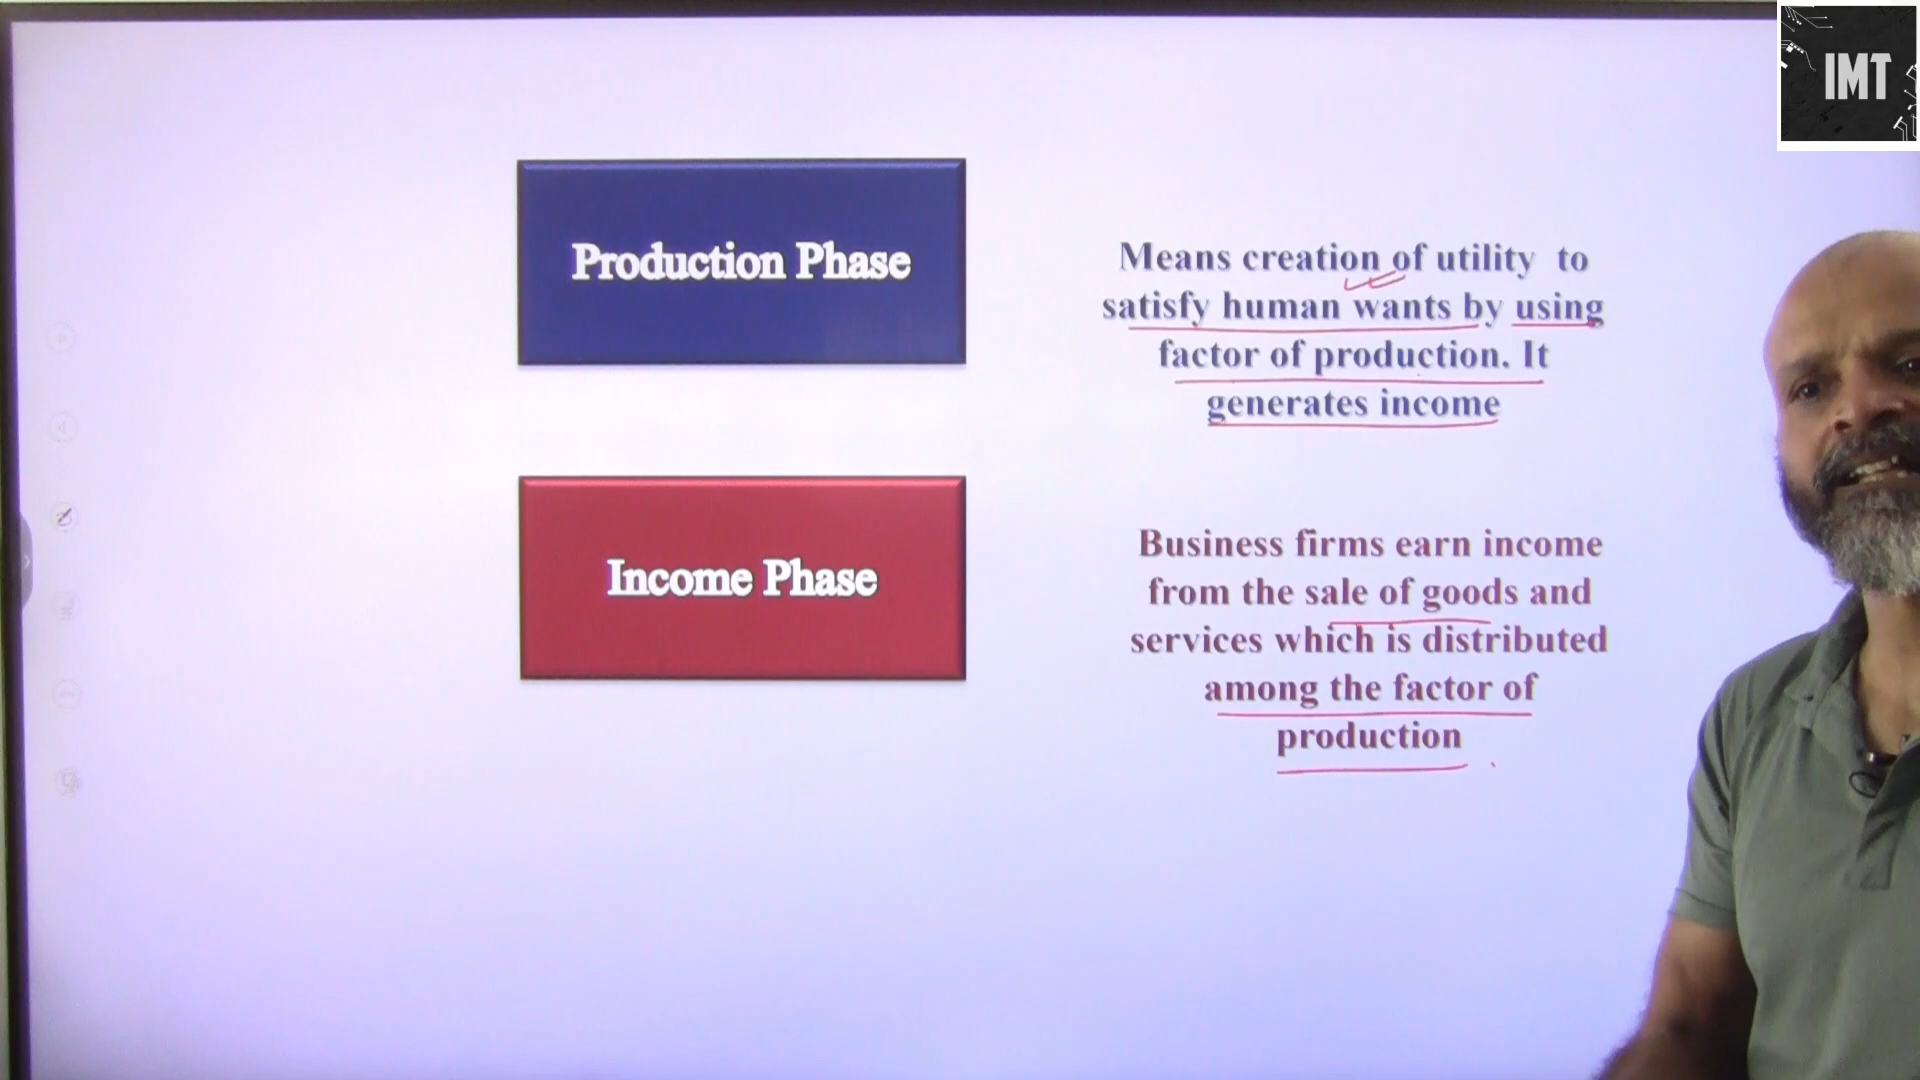 IMT
Production Phase
Means creation of utility to
satisfy human wants by using
factor of production. It
generates income
Income Phase
Business firms earn income
from the sale of goods and
services which is distributed
among the factor of
production